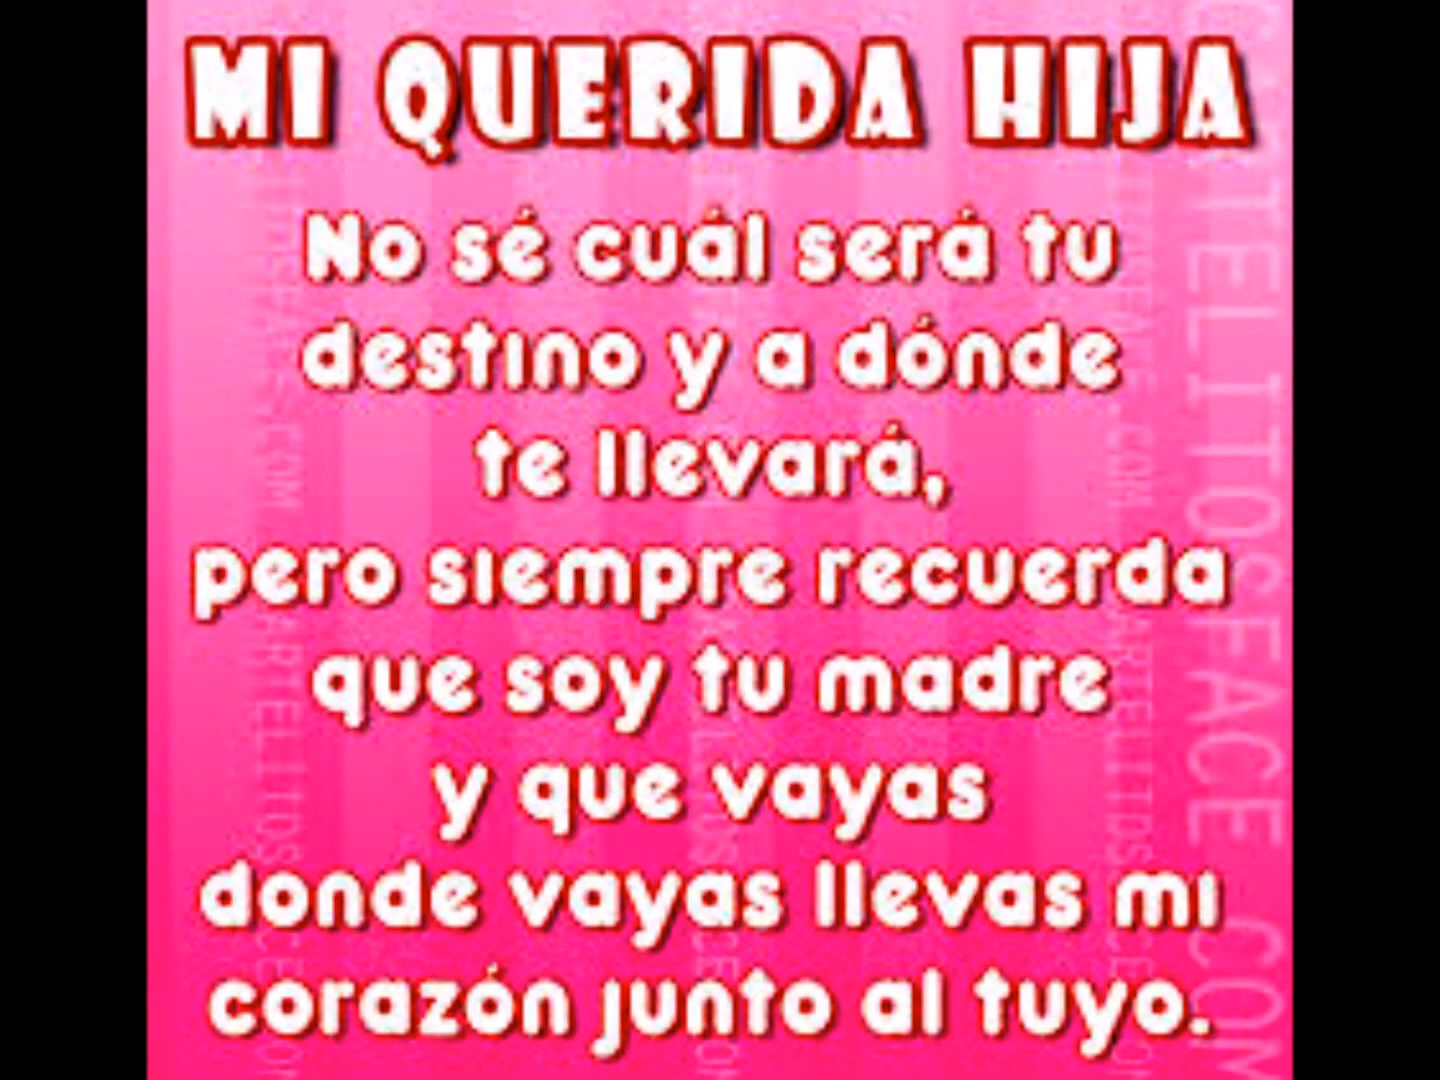 MI QUERIDA HIJA
No sé cuál será tu
destino y a dónde
te llevará,
pero siempre recuerda
que soy tu madre
y que vayas
donde vayas llevas mi
corazón junto al tuyo.